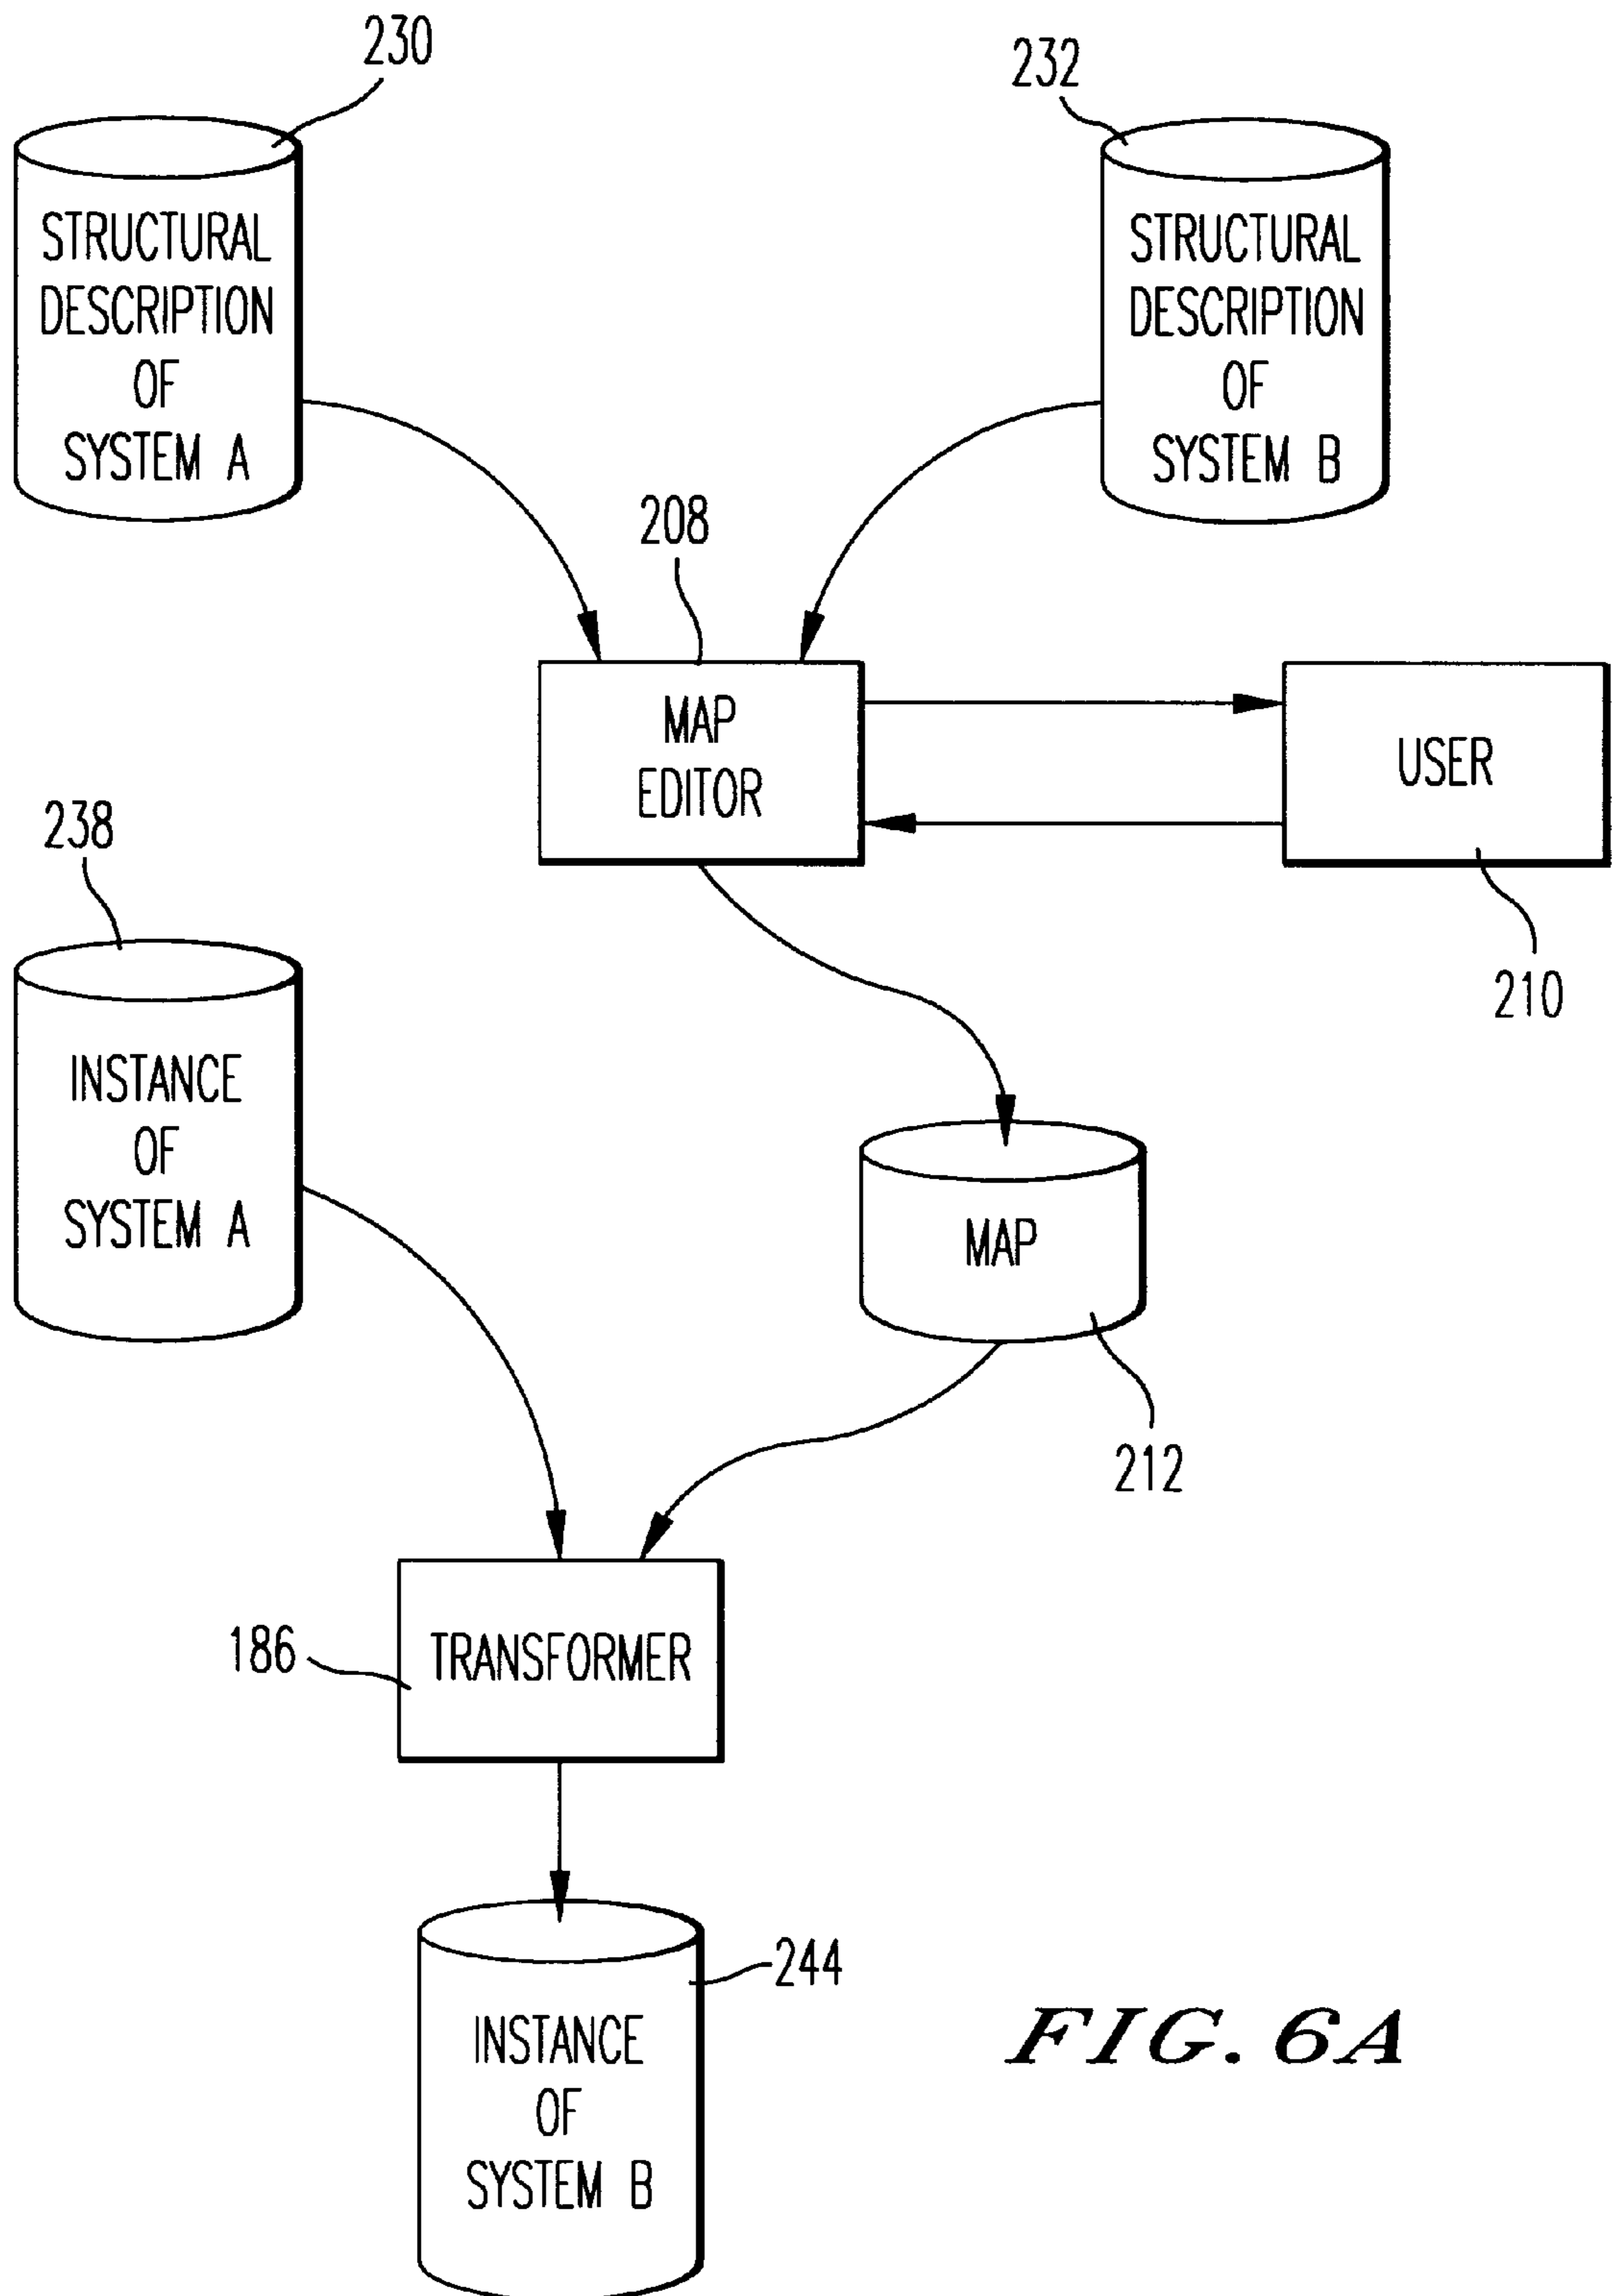 230
232
STRUCTURAL
DESCRIPTION
OF
SYSTEM A
STRUCTURAL
DESCRIPTION
OF
SYSTEM B
208
MAP
EDITOR
USER
238
210
INSTANCE
OF
SYSTEM A
MAP
212
186
TRANSFORMER
244
INSTANCE
OF
SYSTEM B
FIG. 6A